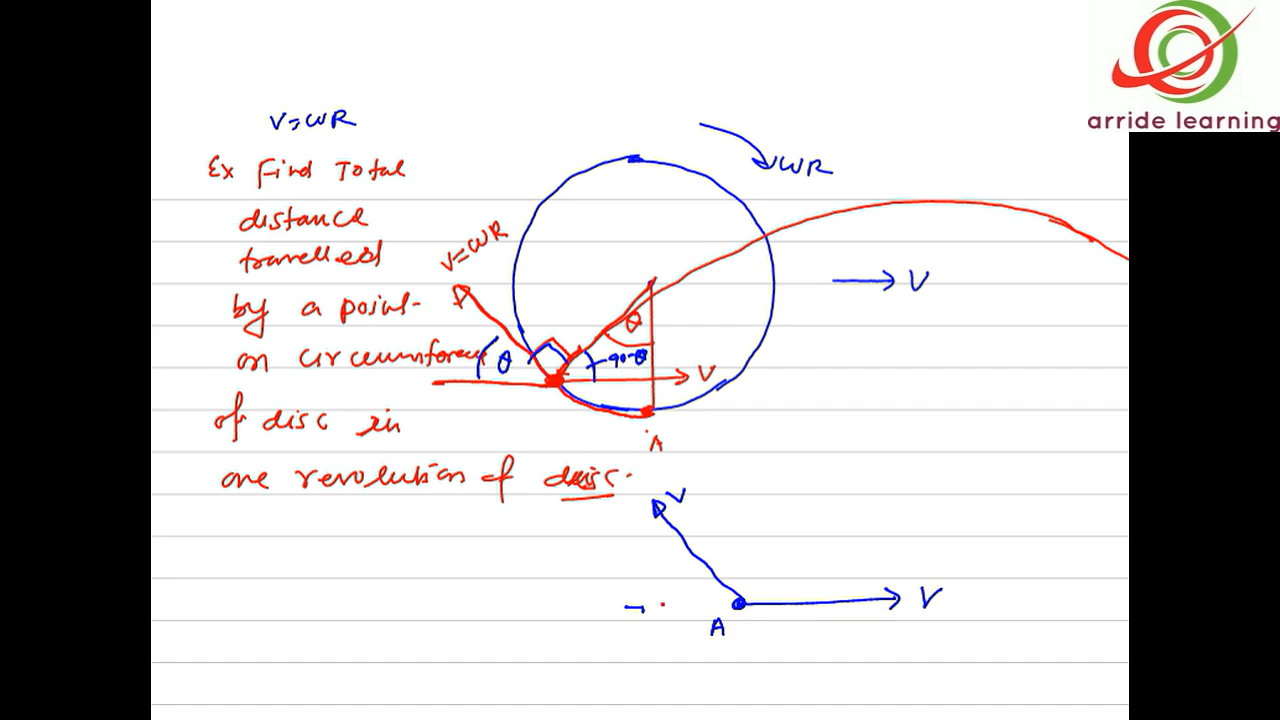 arride learning
V=ωR
Ex Find Total
distance
travelled
by a point
on circumference
of disc in
one revolution of disc.
ωR
V
V=ωR
θ
θ
90-θ
V
A
V
V
A